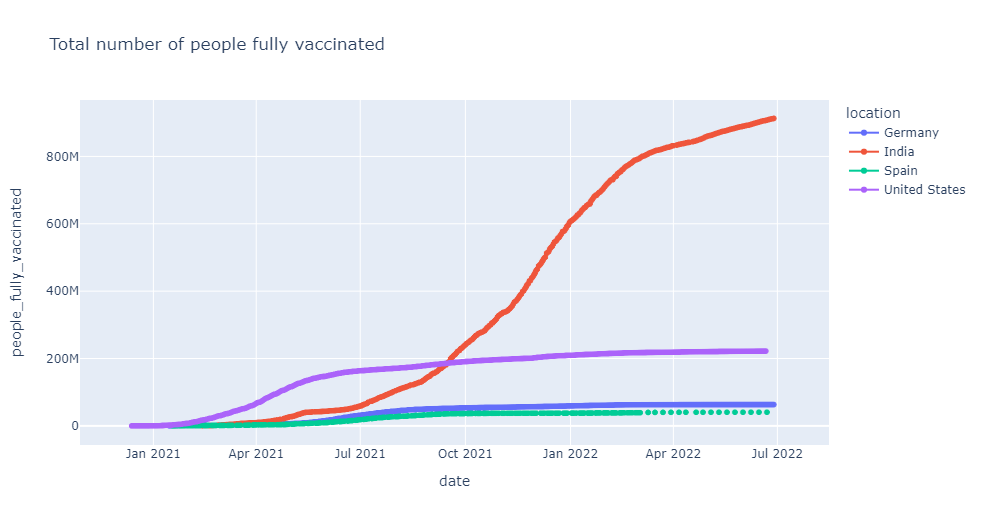 Total number of people fully vaccinated
location
Germany
India
Spain
United States
people_fully_vaccinated
800M
600M
400M
200M
0
Jan 2021 Apr 2021 Jul 2021 Oct 2021 Jan 2022 Apr 2022 Jul 2022
date